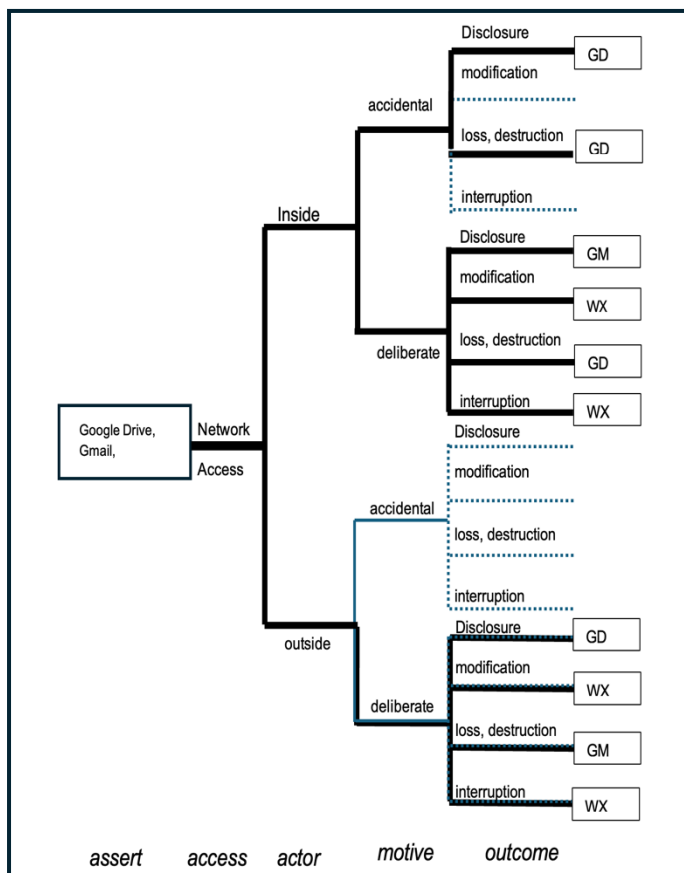 Disclosure
GD
modification
accidental
loss, destruction
GD
interruption
Inside
Disclosure
GM
modification
WX
deliberate
loss, destruction
GD
interruption
WX
Google Drive,
Gmail,
Network
Access
Disclosure
modification
accidental
loss, destruction
interruption
outside
Disclosure
GD
modification
WX
deliberate
loss, destruction
GM
interruption
WX
assert access actor motive outcome